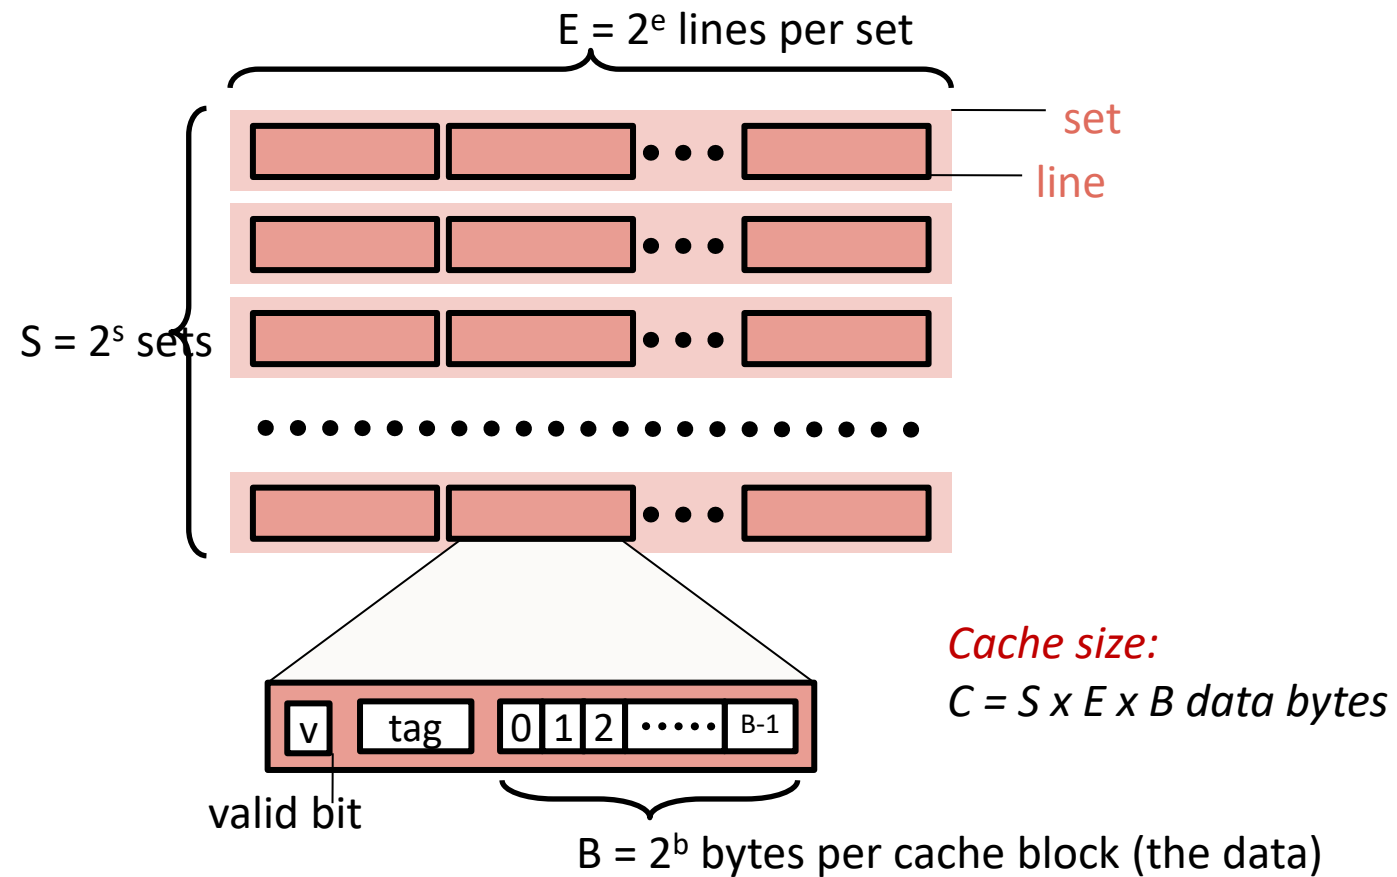 E = 2ᵉ lines per set
set
line
S = 2ˢ sets
Cache size:
C = S x E x B data bytes
v tag 0 1 2 B-1
valid bit
B = 2ᵇ bytes per cache block (the data)